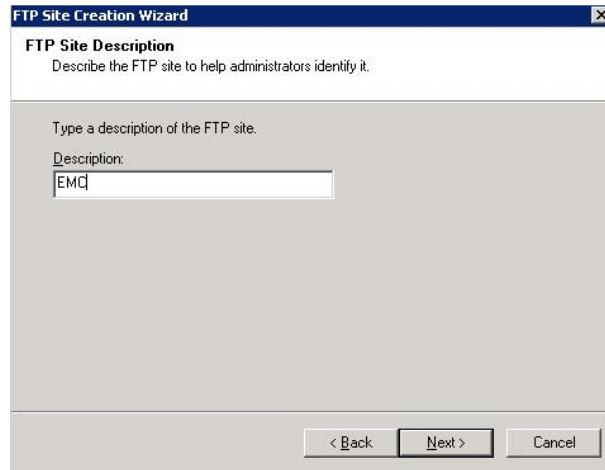 FTP Site Creation Wizard
FTP Site Description
Describe the FTP site to help administrators identify it.
Type a description of the FTP site.
Description:
EMC
< Back
Next >
Cancel